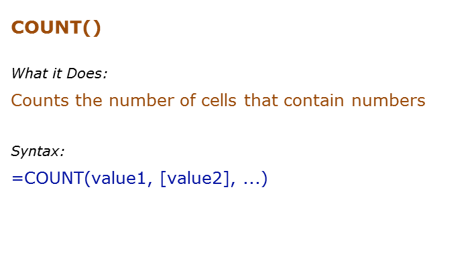 COUNT()
What it Does:
Counts the number of cells that contain numbers
Syntax:
=COUNT(value1, [value2], ...)